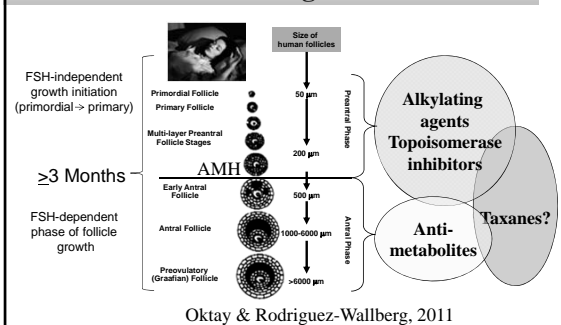 Size of
human follicles
FSH-independent
growth initiation
(primordial→ primary)
≥3 Months
FSH-dependent
phase of follicle
growth
Primordial Follicle
Primary Follicle
Multi-layer Preantral
Follicle Stages
AMH
Early Antral
Follicle
Antral Follicle
Preovulatory
(Graafian) Follicle
50 µm
200 µm
500 µm
1000-6000 µm
>6000 µm
Preantral Phase
Antral Phase
Alkylating
agents
Topoisomerase
inhibitors
Taxanes?
Anti-
metabolites
Oktay & Rodriguez-Wallberg, 2011